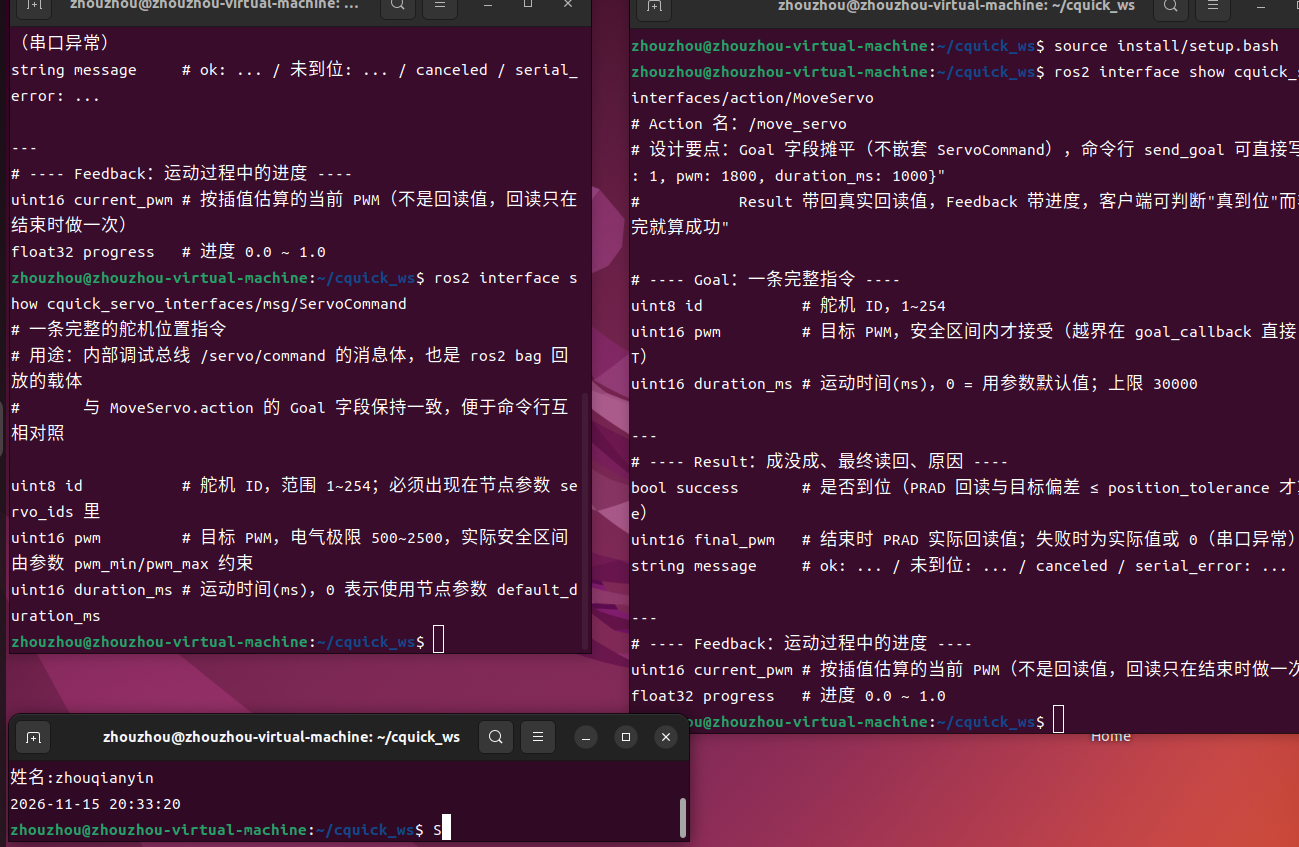 zhouzhou@zhouzhou-virtual-machine: ~...
（串口异常）
string message     # ok: ... / 未到位: ... / canceled / serial_
error: ...

---
# ---- Feedback：运动过程中的进度 ----
uint16 current_pwm # 按插值估算的当前 PWM（不是回读值，回读只在
结束时做一次）
float32 progress   # 进度 0.0 ~ 1.0
zhouzhou@zhouzhou-virtual-machine:~/cquick_ws$ ros2 interface s
how cquick_servo_interfaces/msg/ServoCommand
# 一条完整的舵机位置指令
# 用途：内部调试总线 /servo/command 的消息体，也是 ros2 bag 回
放的载体
#       与 MoveServo.action 的 Goal 字段保持一致，便于命令行互
相对照

uint8 id           # 舵机 ID，范围 1~254；必须出现在节点参数 se
rvo_ids 里
uint16 pwm         # 目标 PWM，电气极限 500~2500，实际安全区间
由参数 pwm_min/pwm_max 约束
uint16 duration_ms # 运动时间(ms)，0 表示使用节点参数 default_d
uration_ms
zhouzhou@zhouzhou-virtual-machine:~/cquick_ws$
zhouzhou@zhouzhou-virtual-machine: ~/cquick_ws
zhouzhou@zhouzhou-virtual-machine:~/cquick_ws$ source install/setup.bash
zhouzhou@zhouzhou-virtual-machine:~/cquick_ws$ ros2 interface show cquick_
interfaces/action/MoveServo
# Action 名：/move_servo
# 设计要点：Goal 字段摊平（不嵌套 ServoCommand），命令行 send_goal 可直接写
: 1, pwm: 1800, duration_ms: 1000}"
#           Result 带回真实回读值，Feedback 带进度，客户端可判断"真到位"而
完就算成功"

# ---- Goal：一条完整指令 ----
uint8 id           # 舵机 ID，1~254
uint16 pwm         # 目标 PWM，安全区间内才接受（越界在 goal_callback 直接
T）
uint16 duration_ms # 运动时间(ms)，0 = 用参数默认值；上限 30000

---
# ---- Result：成没成、最终读回、原因 ----
bool success       # 是否到位（PRAD 回读与目标偏差 ≤ position_tolerance 才
e）
uint16 final_pwm   # 结束时 PRAD 实际回读值；失败时为实际值或 0（串口异常）
string message     # ok: ... / 未到位: ... / canceled / serial_error: ...

---
# ---- Feedback：运动过程中的进度 ----
uint16 current_pwm # 按插值估算的当前 PWM（不是回读值，回读只在结束时做一次
float32 progress   # 进度 0.0 ~ 1.0
ou@zhouzhou-virtual-machine:~/cquick_ws$
Home
zhouzhou@zhouzhou-virtual-machine: ~/cquick_ws
姓名:zhouqianyin
2026-11-15 20:33:20
zhouzhou@zhouzhou-virtual-machine:~/cquick_ws$ S